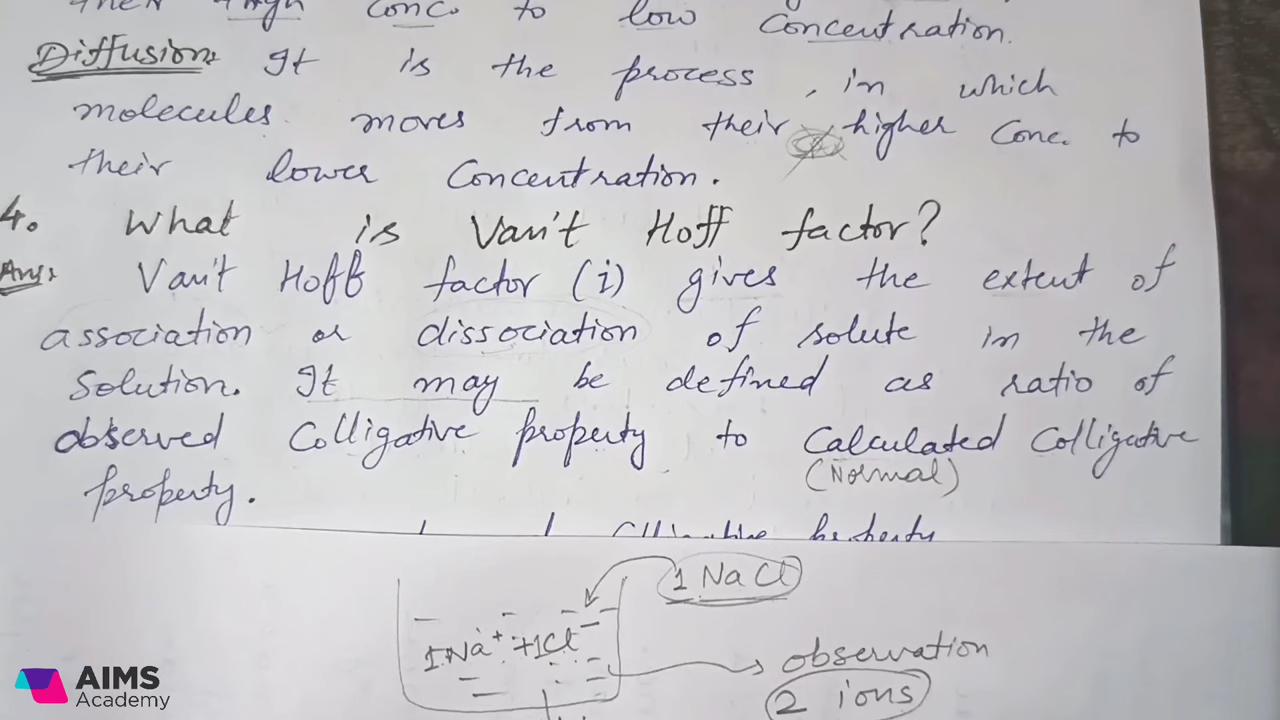 then high conc. to low concentration.
Diffusion: It is the process, in which
molecules moves from their higher conc. to
their lower concentration.
4. What is Van't Hoff factor?
Ans: Van't Hoff factor (i) gives the extent of
association or dissociation of solute in the
solution. It may be defined as ratio of
observed Colligative property to Calculated Colligative
(Normal)
property.
1 NaCl
1Na+ + 1Cl-
observation
2 ions
AIMS
Academy